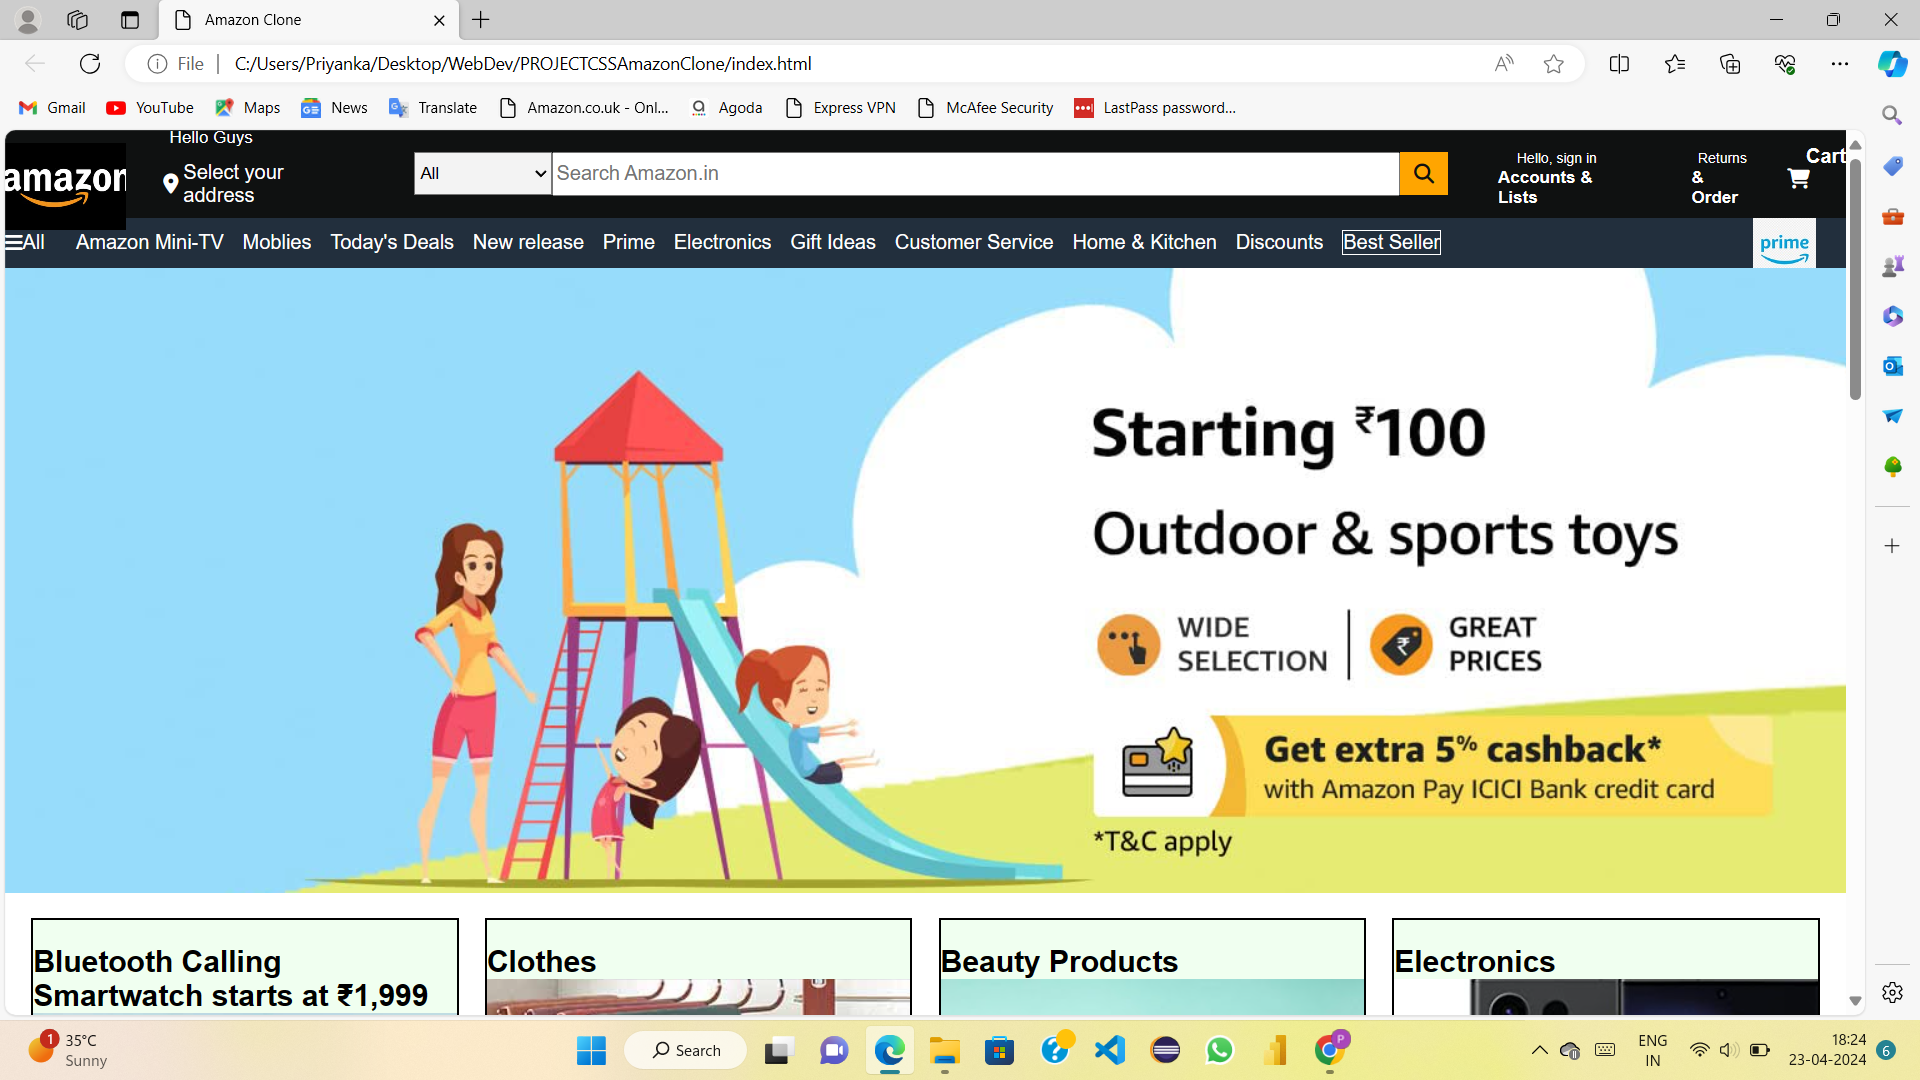 Amazon Clone
File
C:/Users/Priyanka/Desktop/WebDev/PROJECTCSSAmazonClone/index.html
Gmail YouTube Maps News Translate Amazon.co.uk - Onl... Agoda Express VPN McAfee Security LastPass password...
Hello Guys
Select your
address
amazon
All
Search Amazon.in
Hello, sign in
Accounts &
Lists
Returns
&
Order
Cart
All Amazon Mini-TV Moblies Today's Deals New release Prime Electronics Gift Ideas Customer Service Home & Kitchen Discounts Best Seller
prime
Starting ₹100
Outdoor & sports toys
WIDE
SELECTION
GREAT
PRICES
Get extra 5% cashback*
with Amazon Pay ICICI Bank credit card
*T&C apply
Bluetooth Calling
Smartwatch starts at ₹1,999
Clothes
Beauty Products
Electronics
1
35°C
Sunny
Search
P
ENG
IN
18:24
23-04-2024
6